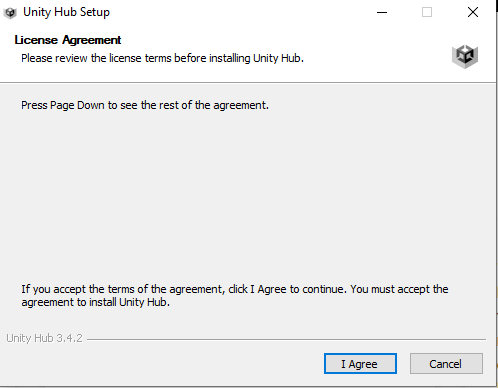 Unity Hub Setup
License Agreement
Please review the license terms before installing Unity Hub.
Press Page Down to see the rest of the agreement.
If you accept the terms of the agreement, click I Agree to continue. You must accept the
agreement to install Unity Hub.
Unity Hub 3.4.2
I Agree
Cancel